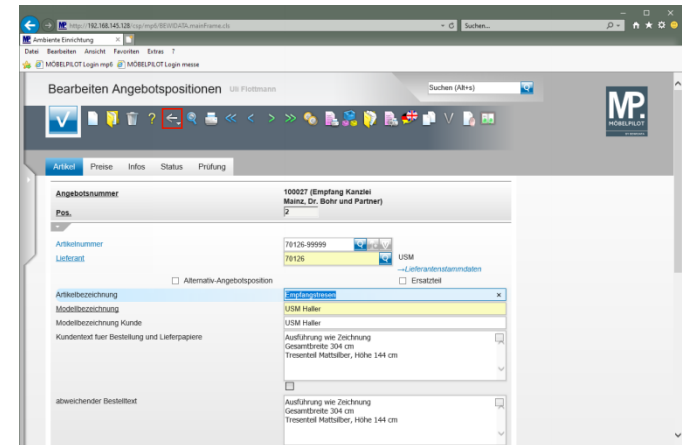 http://192.168.145.128/csp/mp6/BEWIDATA.mainFrame.cls
Suchen...
Ambiente Einrichtung
Datei Bearbeiten Ansicht Favoriten Extras ?
MÖBELPILOT Login mp6 MÖBELPILOT Login messe
Bearbeiten Angebotspositionen Uli Flottmann
Suchen (Alt+s)
MP.
MÖBELPILOT
Artikel Preise Infos Status Prüfung
Angebotsnummer
100027 (Empfang Kanzlei
Mainz, Dr. Bohr und Partner)
Pos. 2
Artikelnummer 70126-99999
Lieferant 70126 USM
→Lieferantenstammdaten
Alternativ-Angebotsposition Ersatzteil
Artikelbezeichnung Empfangstresen
Modellbezeichnung USM Haller
Modellbezeichnung Kunde USM Haller
Kundentext fuer Bestellung und Lieferpapiere Ausführung wie Zeichnung
Gesamtbreite 304 cm
Tresenteil Mattsilber, Höhe 144 cm
abweichender Bestelltext Ausführung wie Zeichnung
Gesamtbreite 304 cm
Tresenteil Mattsilber, Höhe 144 cm